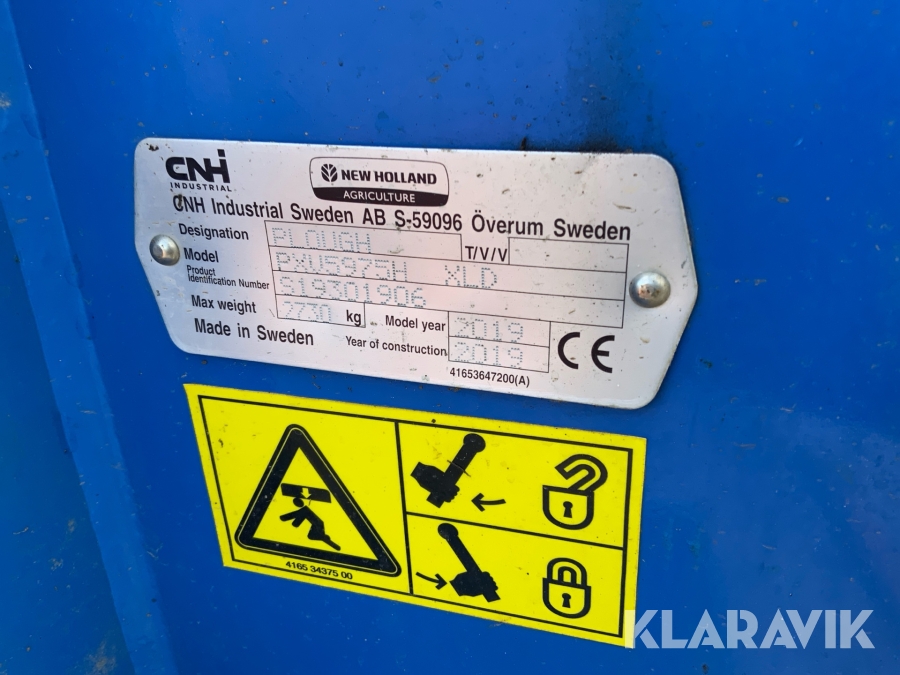 CNH
INDUSTRIAL
NEW HOLLAND
AGRICULTURE
CNH Industrial Sweden AB S-59096 Överum Sweden
Designation PLOUGH T/V/V
Model PXV5975H XLD
Product
Identification Number S19301906
Max weight 2730 kg Model year 2019
Made in Sweden Year of construction 2019 CE
41653647200(A)
4165 34375 00
KLARAVIK